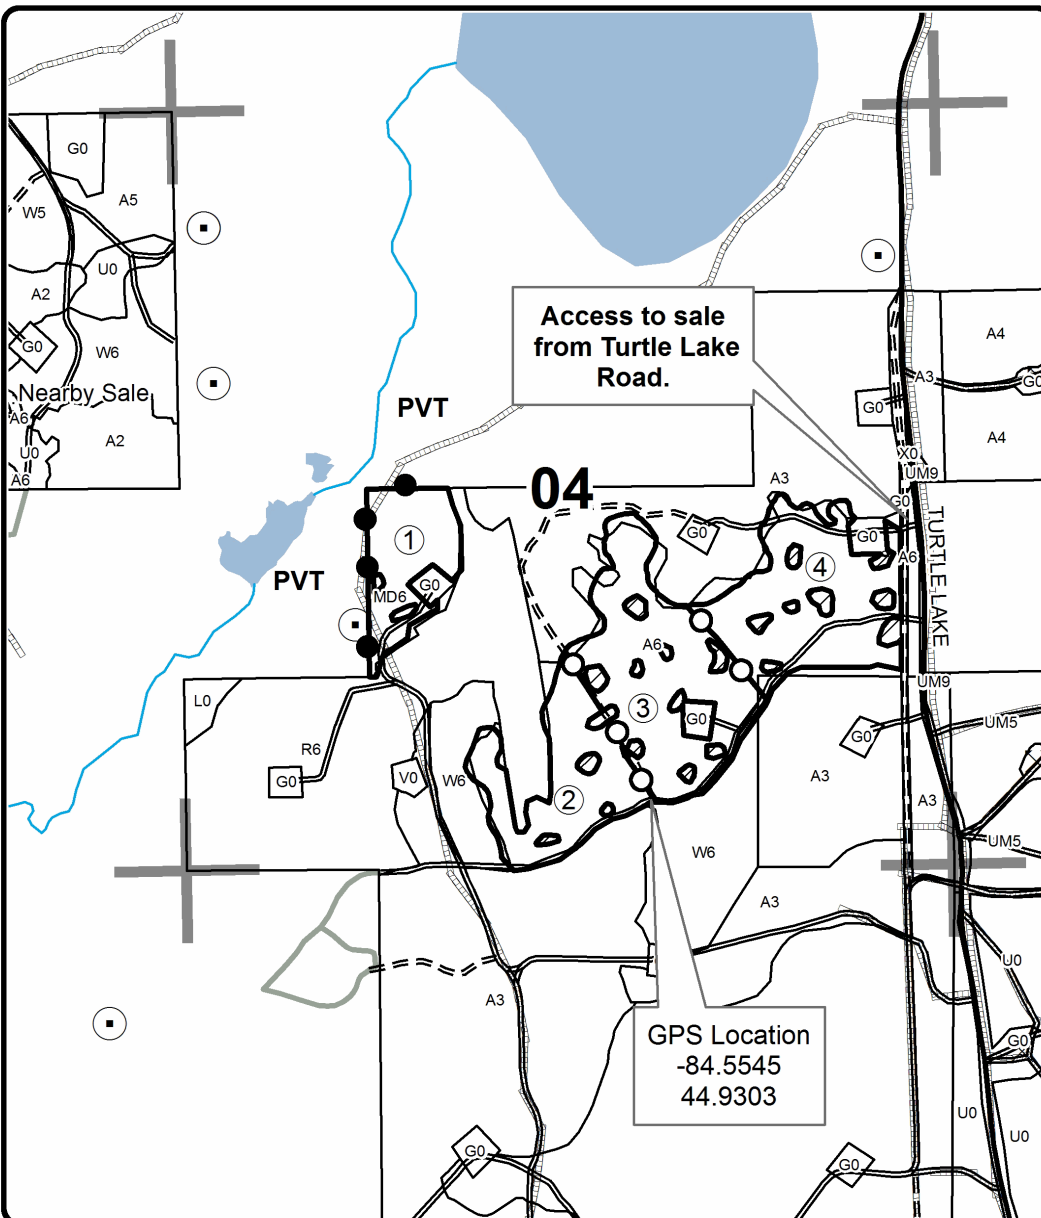 G0
A5
W5
U0
A2
G0
W6
Nearby Sale
A6
A2
U0
A6
PVT
Access to sale
from Turtle Lake
Road.
A4
A3
G0
G0
A4
X0
UM9
04
A3
G0
G0
G0
A6
TURTLE LAKE
1
4
PVT
G0
MD6
A6
UM9
L0
3
G0
R6
G0
UM5
G0
V0
W6
A3
2
A3
W6
UM5
A3
U0
A3
GPS Location
-84.5545
44.9303
G0
X
U0
U0
G0
G0